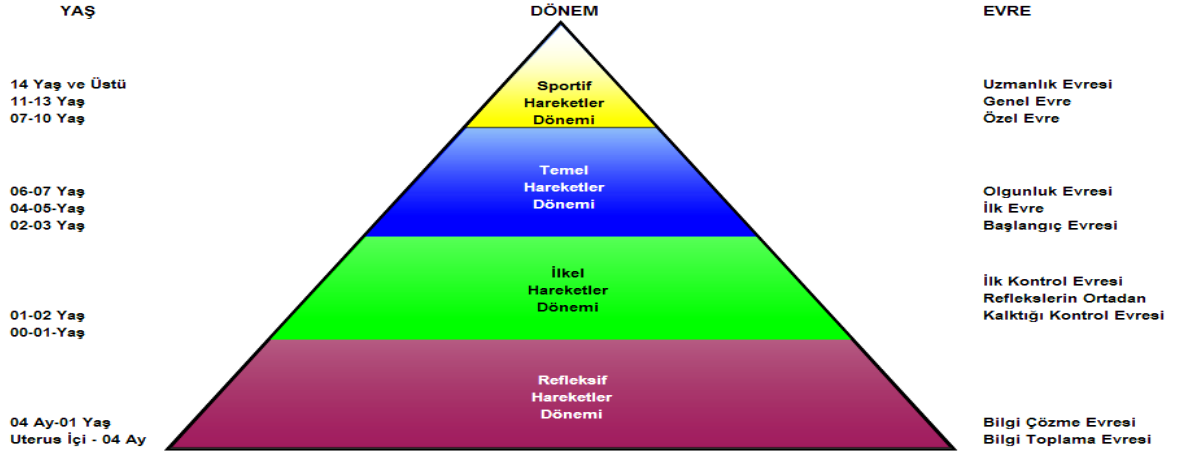 YAŞ DÖNEM EVRE
14 Yaş ve Üstü
11-13 Yaş
07-10 Yaş
Sportif
Hareketler
Dönemi
Uzmanlık Evresi
Genel Evre
Özel Evre
06-07 Yaş
04-05-Yaş
02-03 Yaş
Temel
Hareketler
Dönemi
Olgunluk Evresi
İlk Evre
Başlangıç Evresi
01-02 Yaş
00-01-Yaş
İlkel
Hareketler
Dönemi
İlk Kontrol Evresi
Reflekslerin Ortadan
Kalktığı Kontrol Evresi
04 Ay-01 Yaş
Uterus İçi - 04 Ay
Refleksif
Hareketler
Dönemi
Bilgi Çözme Evresi
Bilgi Toplama Evresi